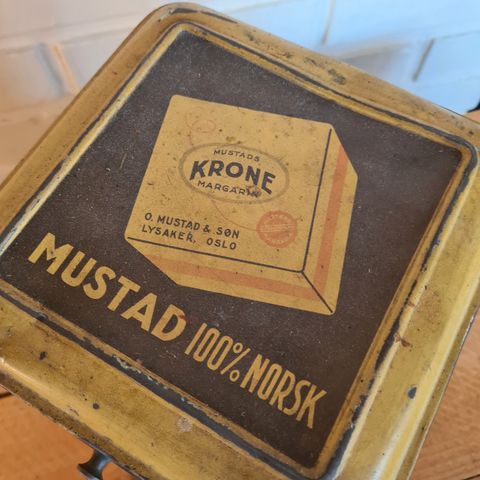 MUSTADS
KRONE
MARGARIN
O. MUSTAD & SØN
LYSAKER, OSLO
MUSTAD 100% NORSK